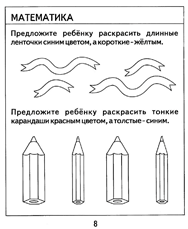 МАТЕМАТИКА
Предложите ребёнку раскрасить длинные
ленточки синим цветом, а короткие - жёлтым.
Предложите ребёнку раскрасить тонкие
карандаши красным цветом, а толстые - синим.
8